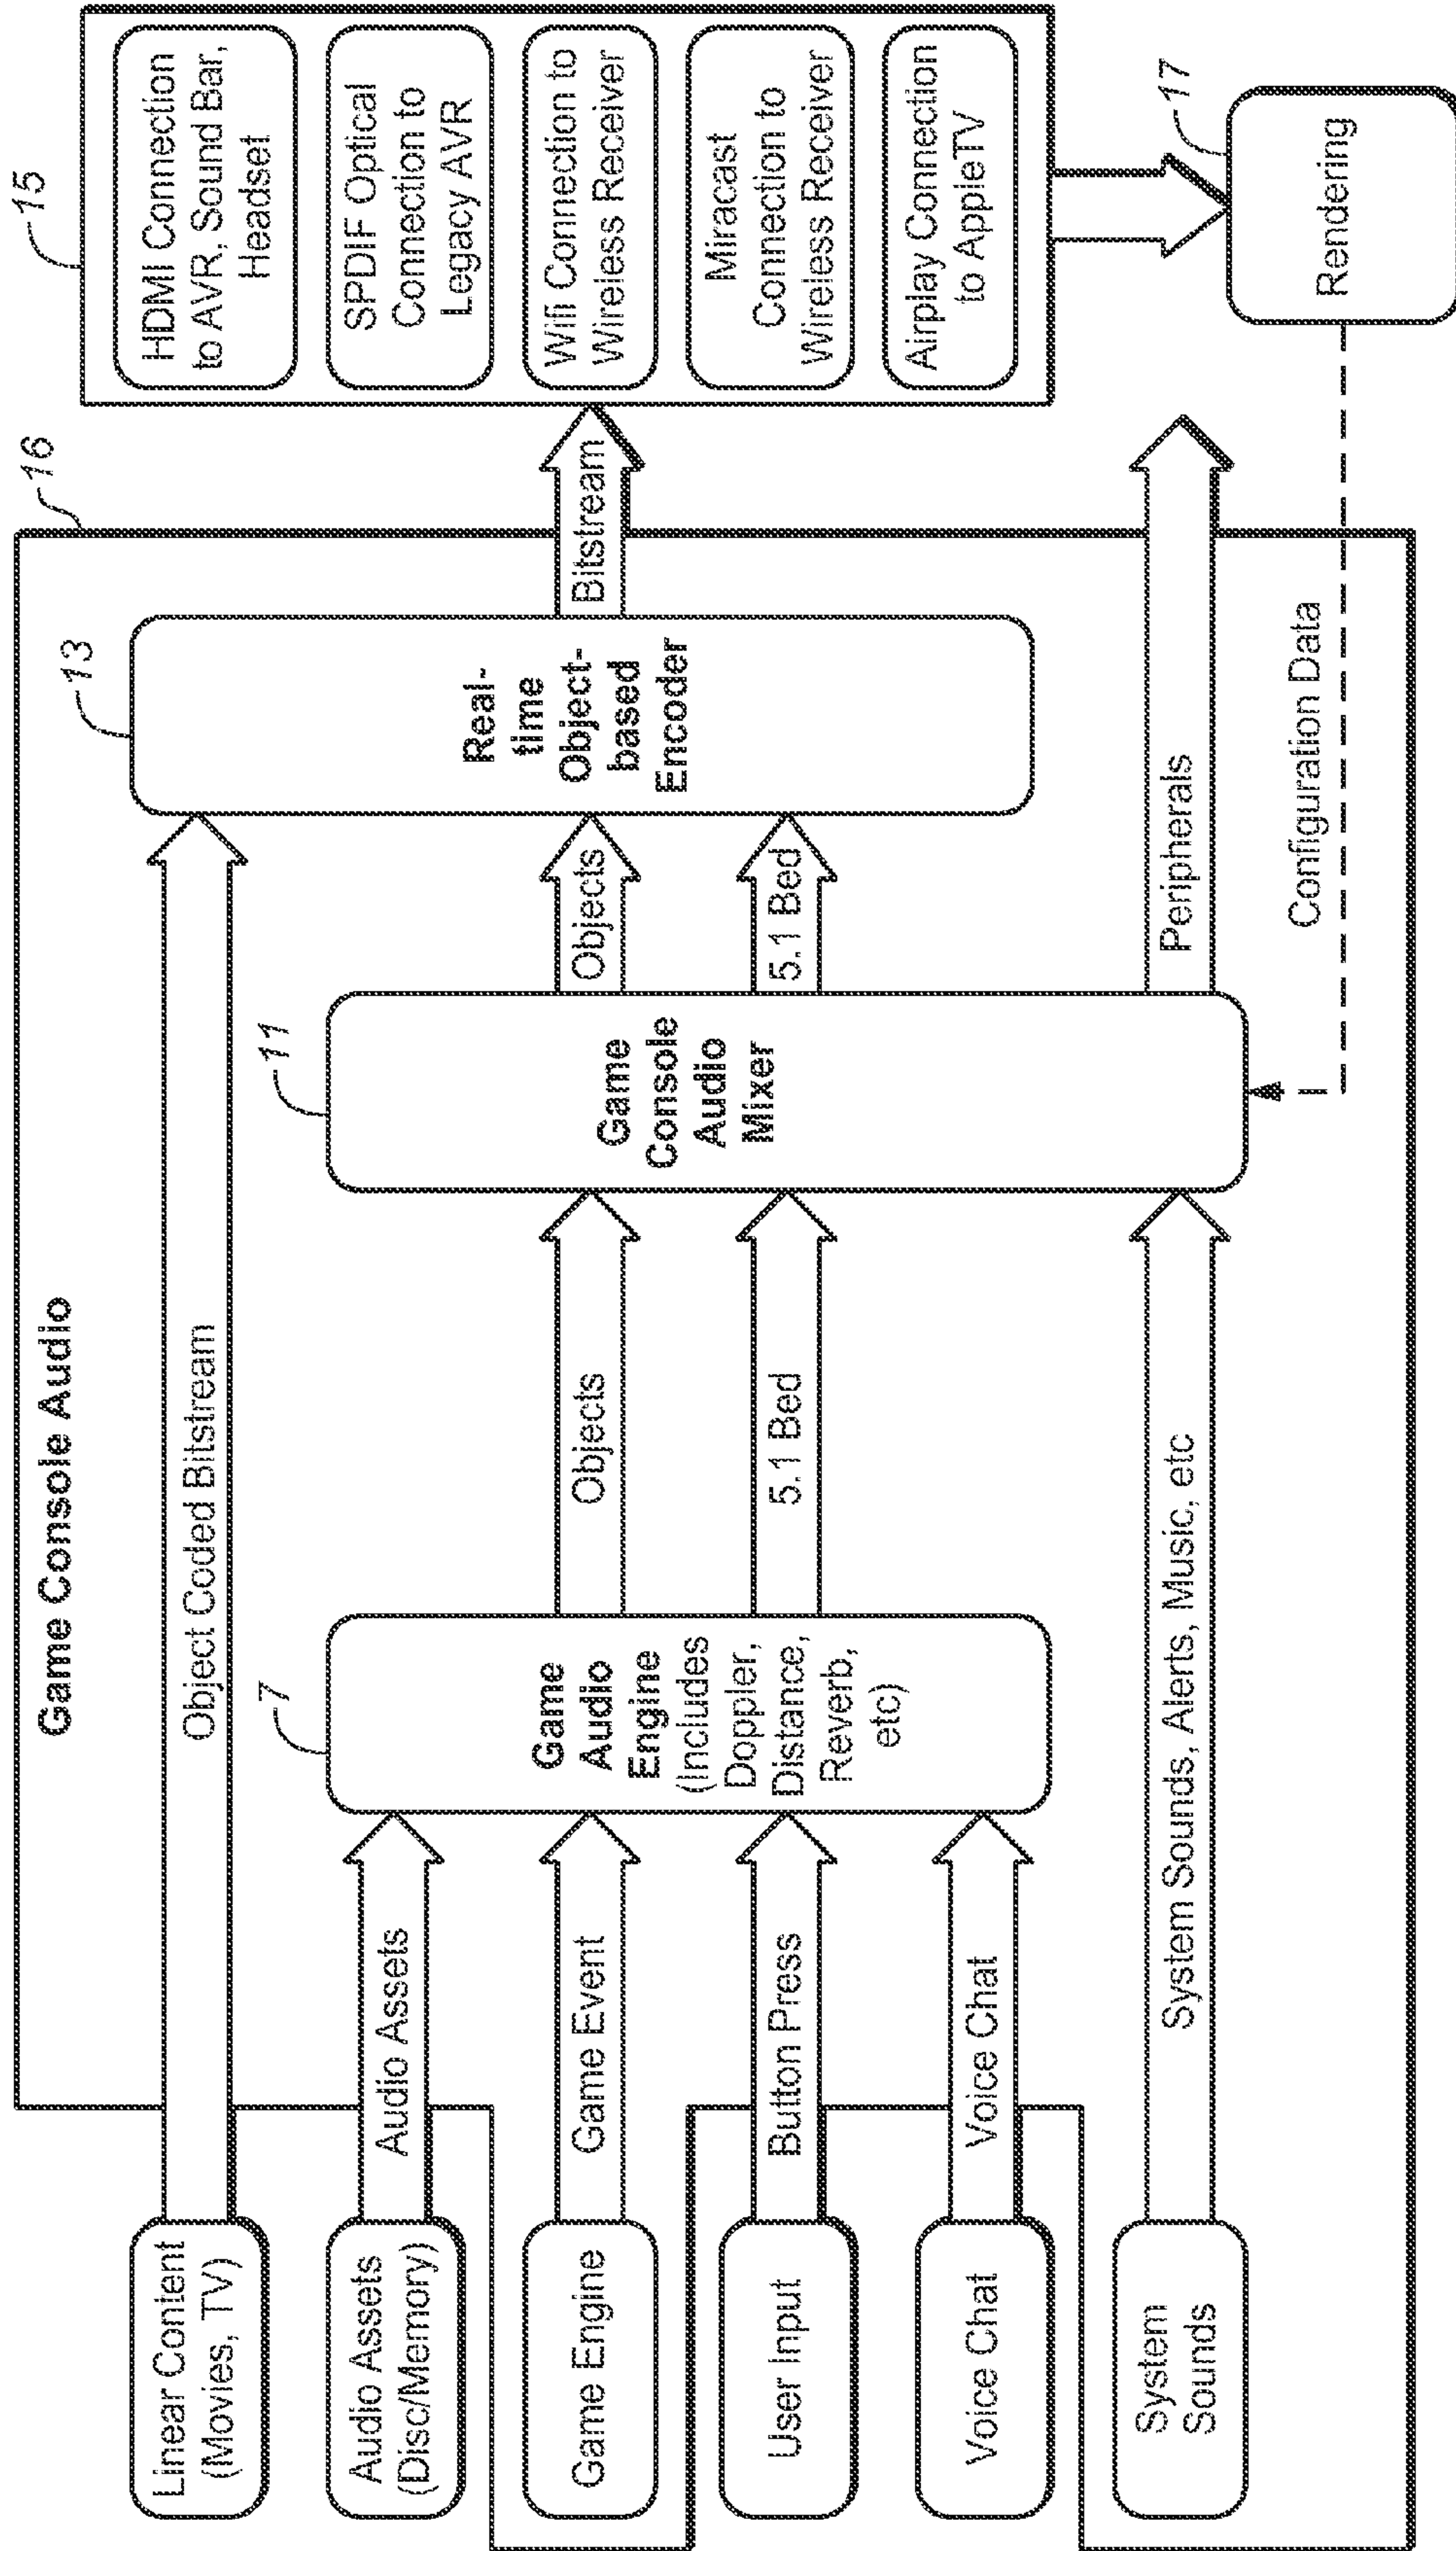 Game Console Audio
16
15
Linear Content
(Movies, TV)
Object Coded Bitstream
Audio Assets
(Disc/Memory)
Audio Assets
Game Engine
Game Event
User Input
Button Press
Voice Chat
Voice Chat
System
Sounds
System Sounds, Alerts, Music, etc
7
Game
Audio
Engine
(Includes
Doppler,
Distance,
Reverb,
etc)
Objects
5.1 Bed
11
Game
Console
Audio
Mixer
Objects
5.1 Bed
Peripherals
Configuration Data
13
Real-
time
Object-
based
Encoder
Bitstream
HDMI Connection
to AVR, Sound Bar,
Headset
SPDIF Optical
Connection to
Legacy AVR
Wifi Connection to
Wireless Receiver
Miracast
Connection to
Wireless Receiver
Airplay Connection
to AppleTV
17
Rendering